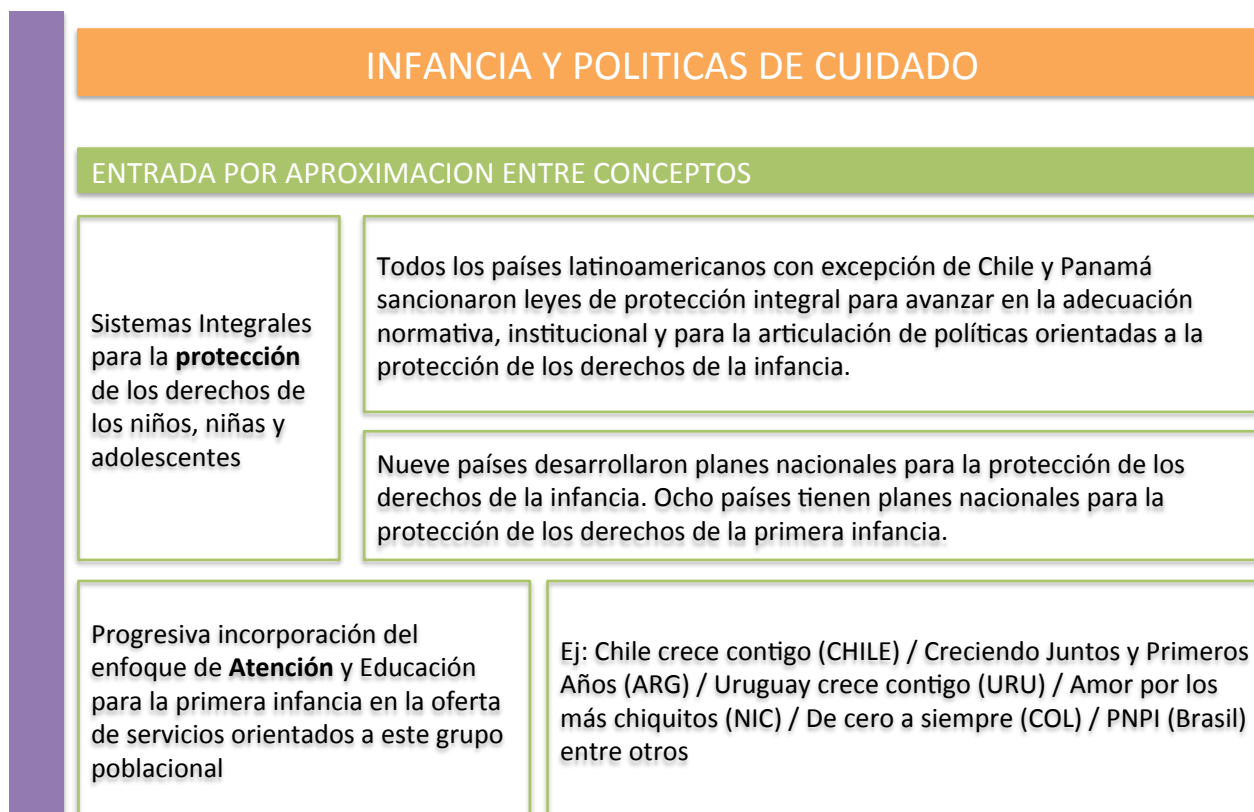 INFANCIA Y POLITICAS DE CUIDADO
ENTRADA POR APROXIMACION ENTRE CONCEPTOS
Sistemas Integrales
para la protección
de los derechos de
los niños, niñas y
adolescentes
Todos los países latinoamericanos con excepción de Chile y Panamá
sancionaron leyes de protección integral para avanzar en la adecuación
normativa, institucional y para la articulación de políticas orientadas a la
protección de los derechos de la infancia.
Nueve países desarrollaron planes nacionales para la protección de los
derechos de la infancia. Ocho países tienen planes nacionales para la
protección de los derechos de la primera infancia.
Progresiva incorporación del
enfoque de Atención y Educación
para la primera infancia en la oferta
de servicios orientados a este grupo
poblacional
Ej: Chile crece contigo (CHILE) / Creciendo Juntos y Primeros
Años (ARG) / Uruguay crece contigo (URU) / Amor por los
más chiquitos (NIC) / De cero a siempre (COL) / PNPI (Brasil)
entre otros